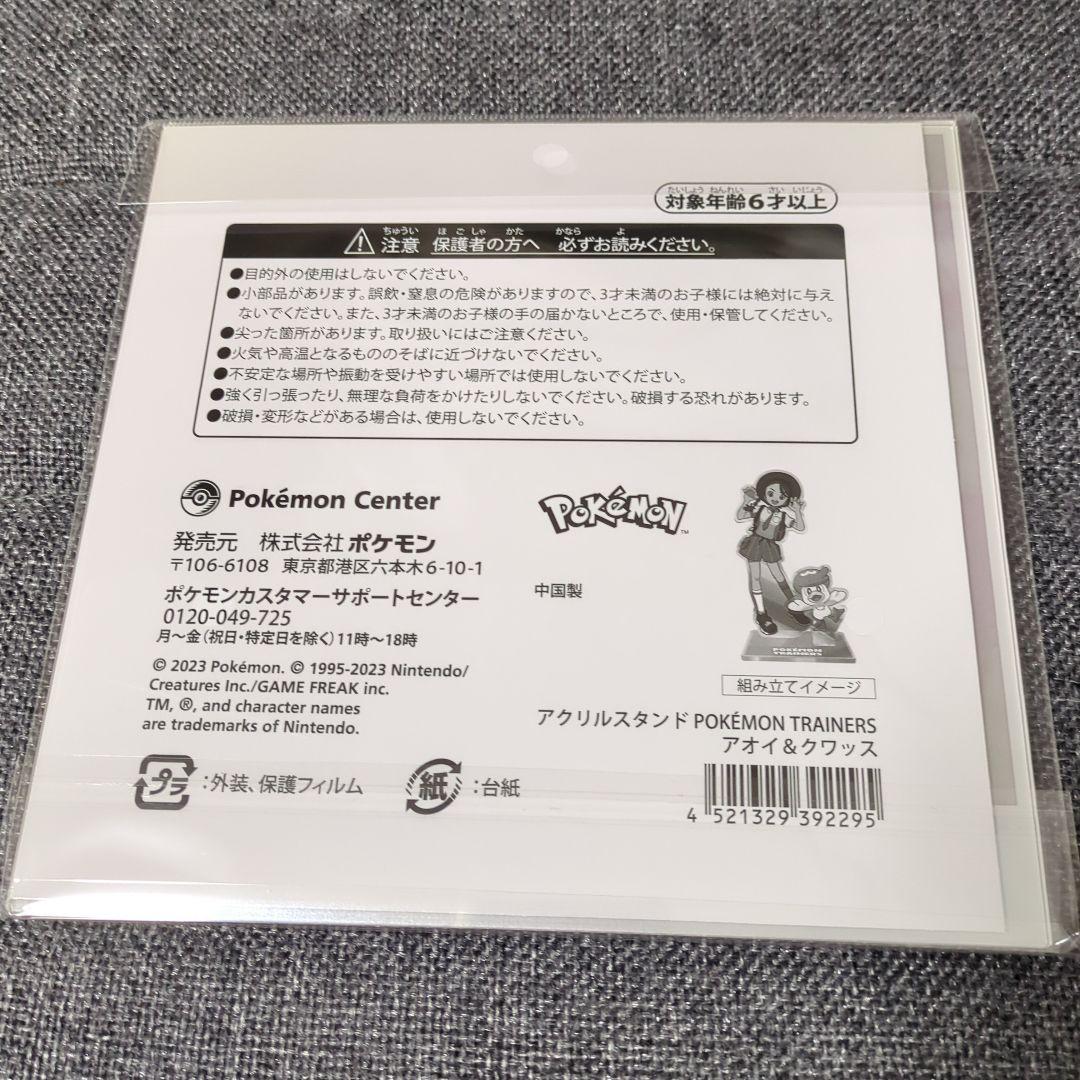 対象年齢6才以上
たいしょう ねんれい さい いじょう
注意 保護者の方へ 必ずお読みください。
ちゅうい ほごしゃ かた かなら よ
●目的外の使用はしないでください。
●小部品があります。誤飲・窒息の危険がありますので、3才未満のお子様には絶対に与え
ないでください。また、3才未満のお子様の手の届かないところで、使用・保管してください。
●尖った箇所があります。取り扱いにはご注意ください。
●火気や高温となるもののそばに近づけないでください。
●不安定な場所や振動を受けやすい場所では使用しないでください。
●強く引っ張ったり、無理な負荷をかけたりしないでください。破損する恐れがあります。
●破損・変形などがある場合は、使用しないでください。
Pokémon Center
発売元 株式会社ポケモン
〒106-6108 東京都港区六本木6-10-1
ポケモンカスタマーサポートセンター
0120-049-725
月～金(祝日・特定日を除く)11時～18時
© 2023 Pokémon. © 1995-2023 Nintendo/
Creatures Inc./GAME FREAK inc.
TM, ®, and character names
are trademarks of Nintendo.
POKéMON™
中国製
POKÉMON
TRAINERS
組み立てイメージ
アクリルスタンド POKÉMON TRAINERS
アオイ&クワッス
プラ :外装、保護フィルム
紙 :台紙
4 521329 392295